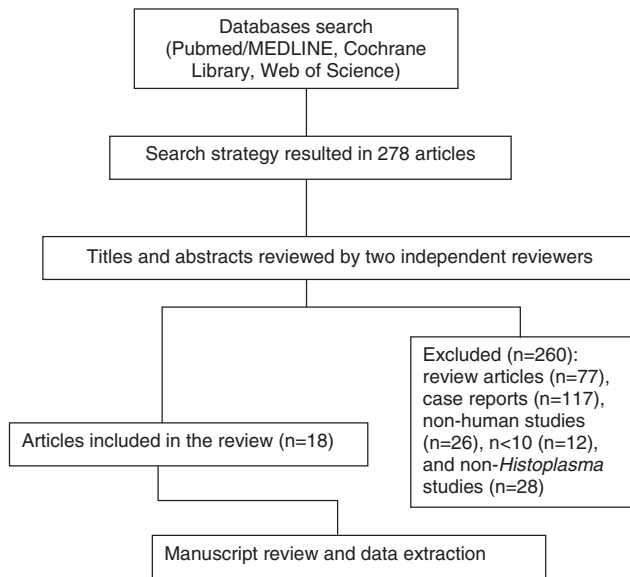 Databases search
(Pubmed/MEDLINE, Cochrane
Library, Web of Science)
Search strategy resulted in 278 articles
Titles and abstracts reviewed by two independent reviewers
Excluded (n=260):
review articles (n=77),
case reports (n=117),
non-human studies
(n=26), n<10 (n=12),
and non-Histoplasma
studies (n=28)
Articles included in the review (n=18)
Manuscript review and data extraction